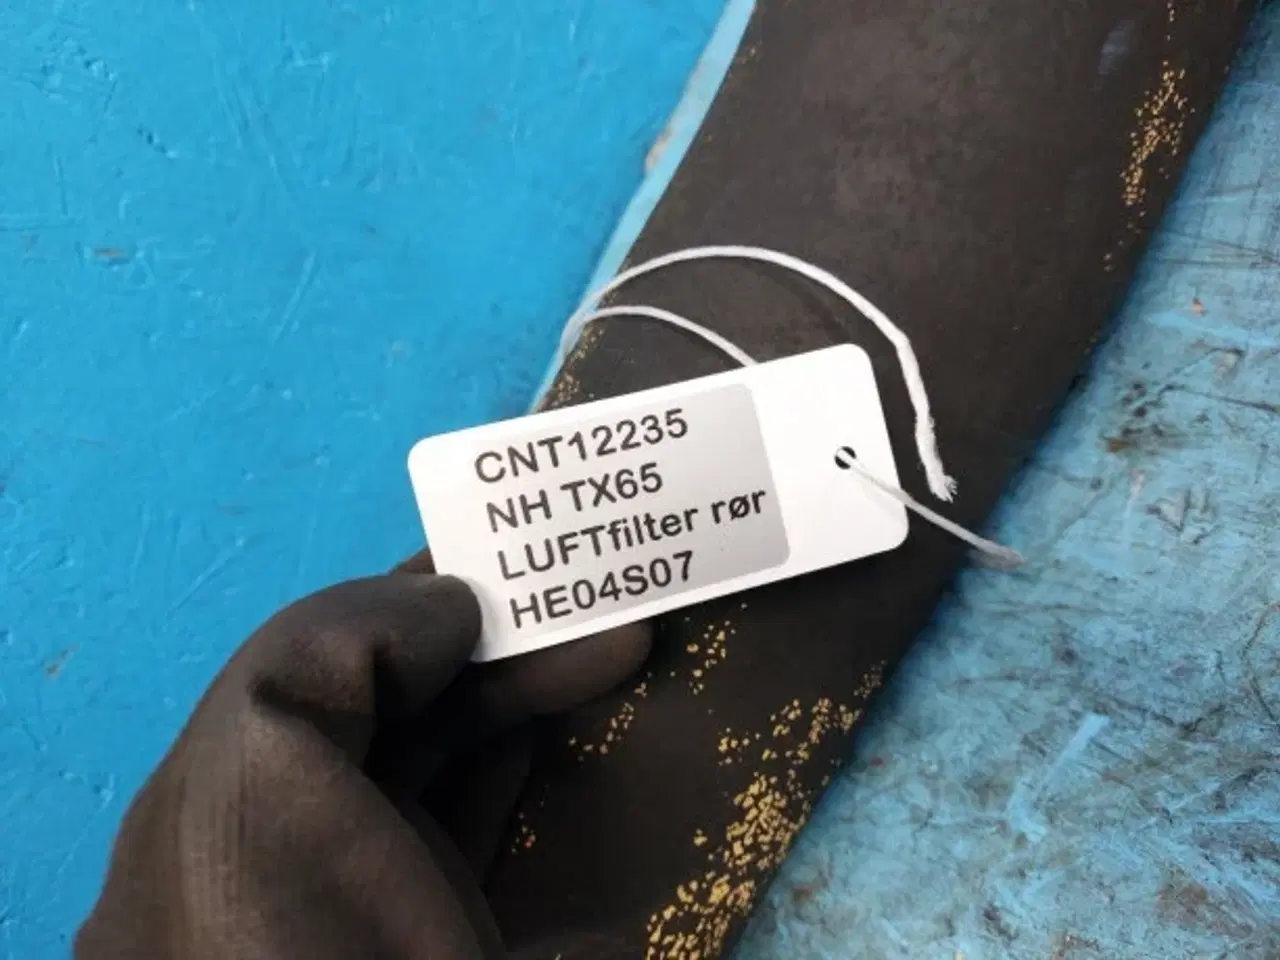 CNT12235
NH TX65
LUFTfilter rør
HE04S07